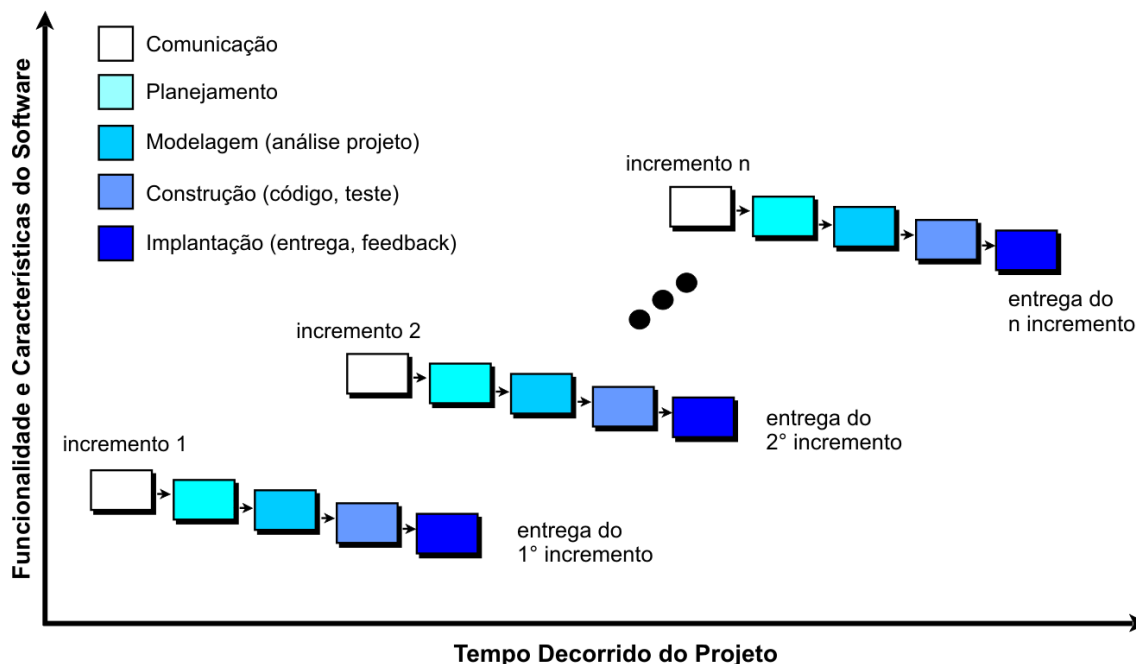 Funcionalidade e Características do Software
Comunicação
Planejamento
Modelagem (análise projeto)
Construção (código, teste)
Implantação (entrega, feedback)
incremento n
entrega do
n incremento
incremento 2
entrega do
2° incremento
incremento 1
entrega do
1° incremento
Tempo Decorrido do Projeto